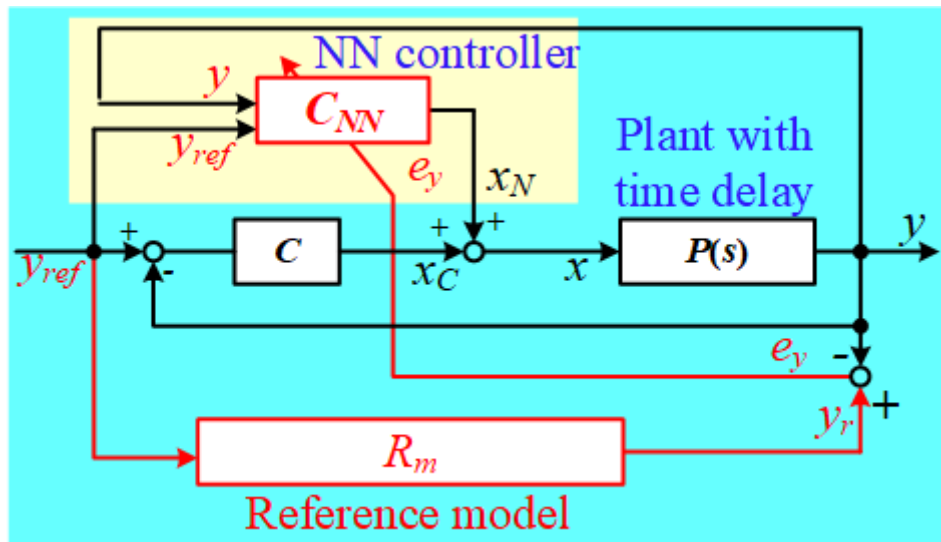 NN controller
y
C_NN
y_ref
e_y
x_N
Plant with
time delay
+
+
+
y_ref
-
C
x_C
x
P(s)
y
e_y
-
y_r
+
R_m
Reference model